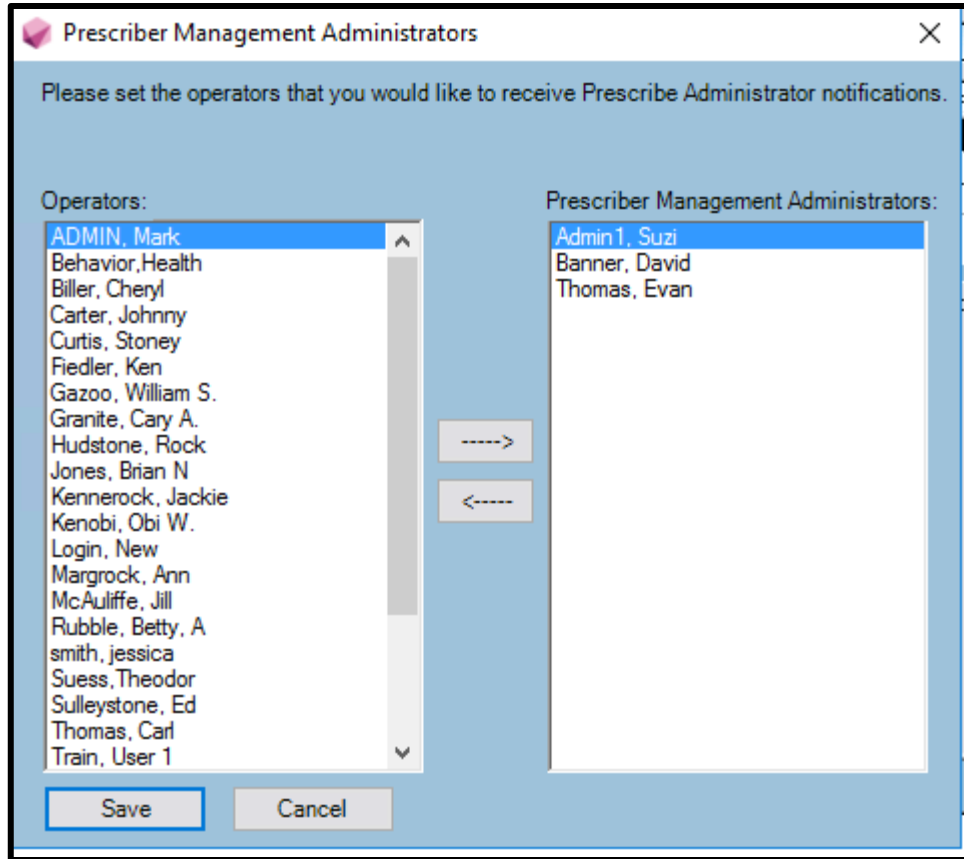 Prescriber Management Administrators
Please set the operators that you would like to receive Prescribe Administrator notifications.
Operators:
ADMIN, Mark
Behavior,Health
Biller, Cheryl
Carter, Johnny
Curtis, Stoney
Fiedler, Ken
Gazoo, William S.
Granite, Cary A.
Hudstone, Rock
Jones, Brian N
Kennerock, Jackie
Kenobi, Obi W.
Login, New
Margrock, Ann
McAuliffe, Jill
Rubble, Betty, A
smith, jessica
Suess,Theodor
Sulleystone, Ed
Thomas, Carl
Train, User 1
----->
<-----
Prescriber Management Administrators:
Admin1, Suzi
Banner, David
Thomas, Evan
Save
Cancel